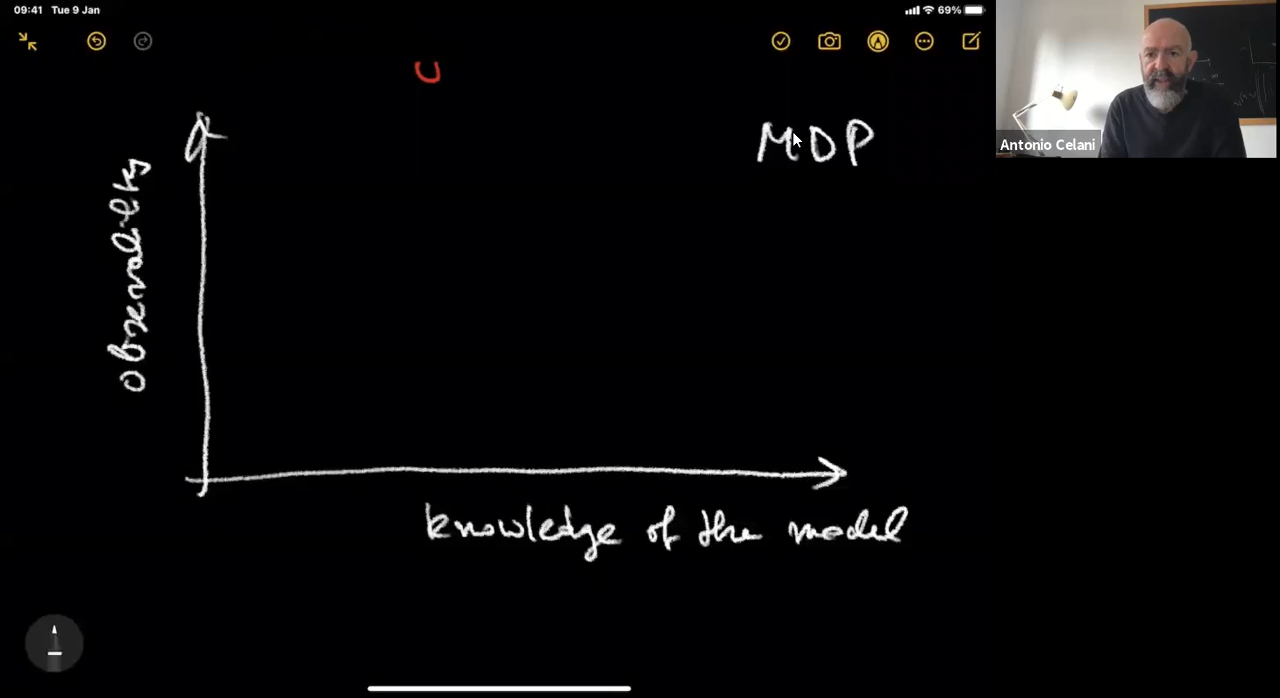 09:41 Tue 9 Jan
69%
MDP
Antonio Celani
observability
knowledge of the model